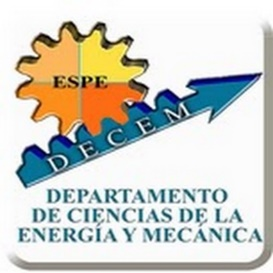 ESPE
DECEM
DEPARTAMENTO
DE CIENCIAS DE LA
ENERGÍA Y MECÁNICA